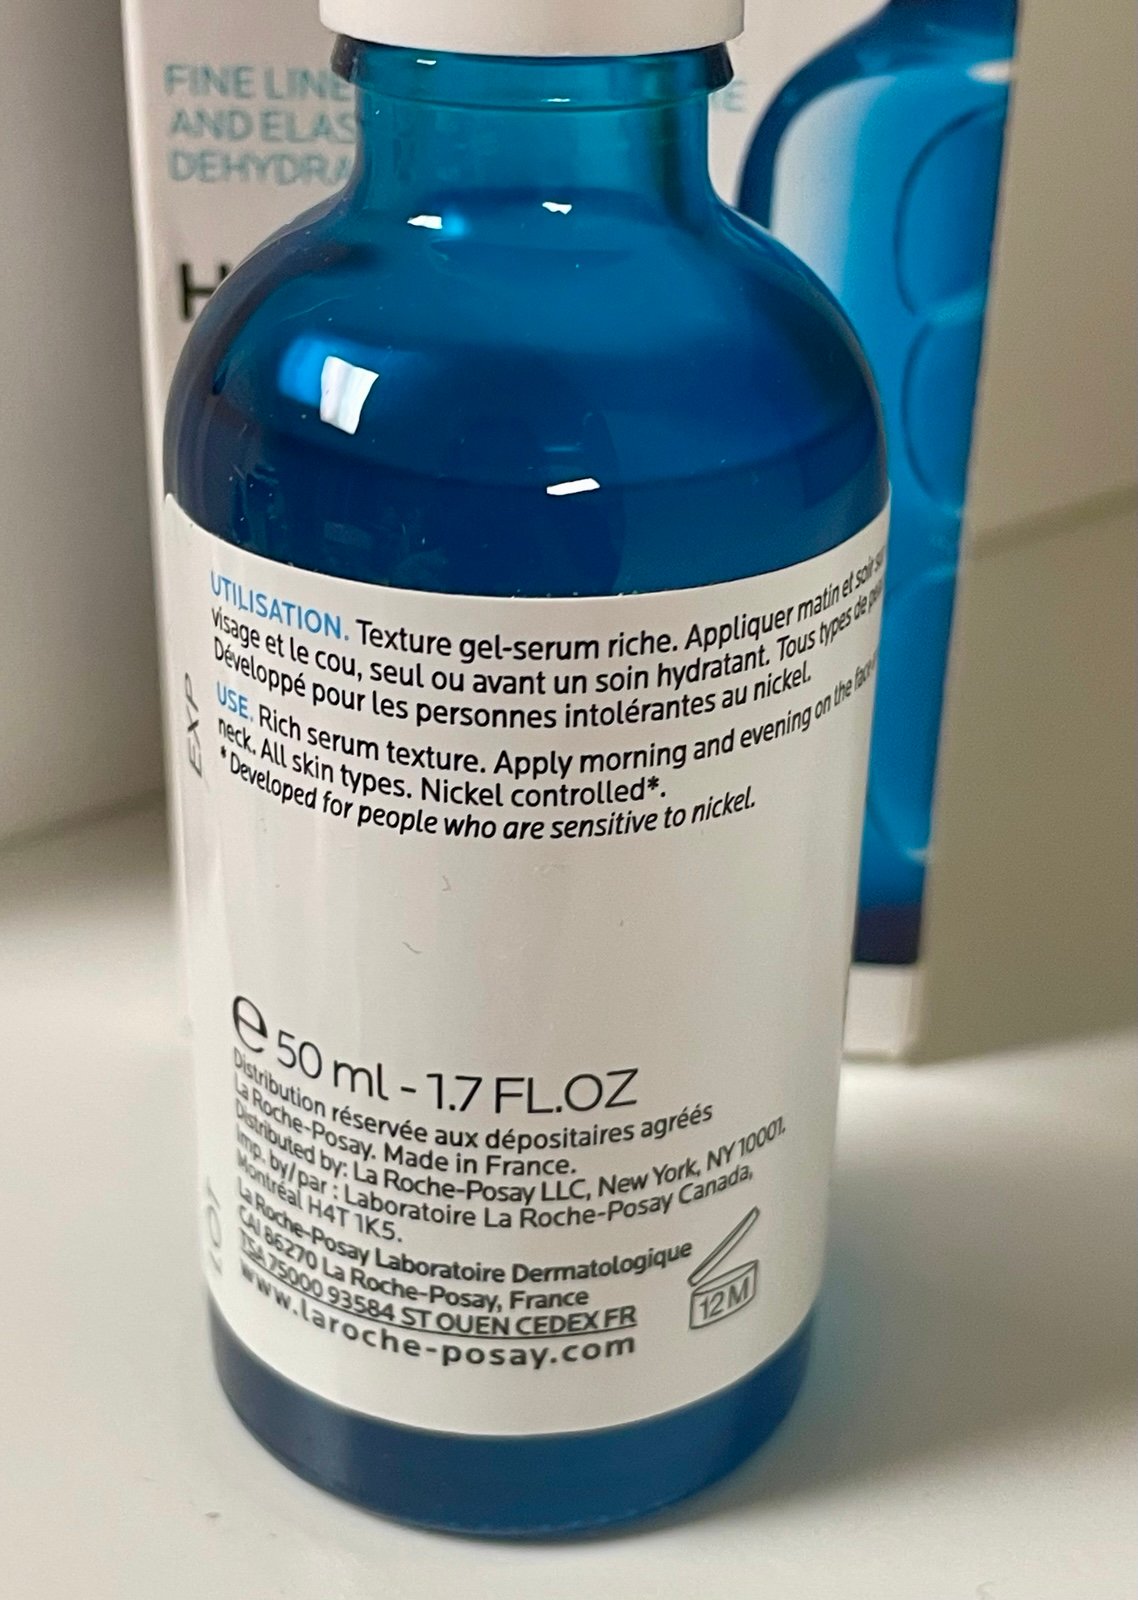 FINE LINE
AND ELAS
DEHYDRA
H
UTILISATION. Texture gel-serum riche. Appliquer matin et soir sur
visage et le cou, seul ou avant un soin hydratant. Tous types de
Développé pour les personnes intolérantes au nickel.
USE. Rich serum texture. Apply morning and evening on the face
neck. All skin types. Nickel controlled*.
*Developed for people who are sensitive to nickel.
EXP
e 50 ml - 1.7 FL.OZ
Distribution réservée aux dépositaires agréés
La Roche-Posay. Made in France.
Distributed by: La Roche-Posay LLC, New York, NY 10001.
Imp. by/par : Laboratoire La Roche-Posay Canada,
Montréal H4T 1K5.
La Roche-Posay Laboratoire Dermatologique
CAI 86270 La Roche-Posay, France
TSA 75000 93584 ST OUEN CEDEX FR
www.laroche-posay.com
12M